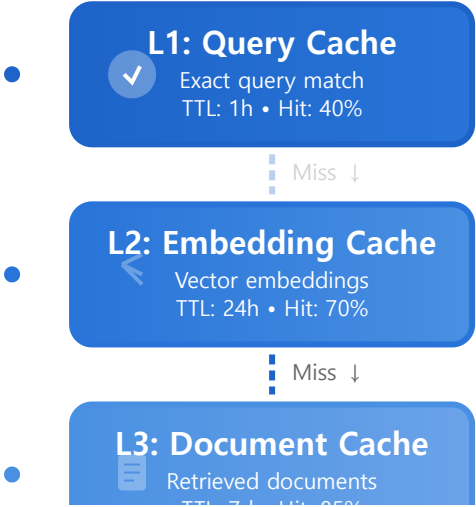 L1: Query Cache
Exact query match
TTL: 1h • Hit: 40%
Miss ↓
L2: Embedding Cache
Vector embeddings
TTL: 24h • Hit: 70%
Miss ↓
L3: Document Cache
Retrieved documents